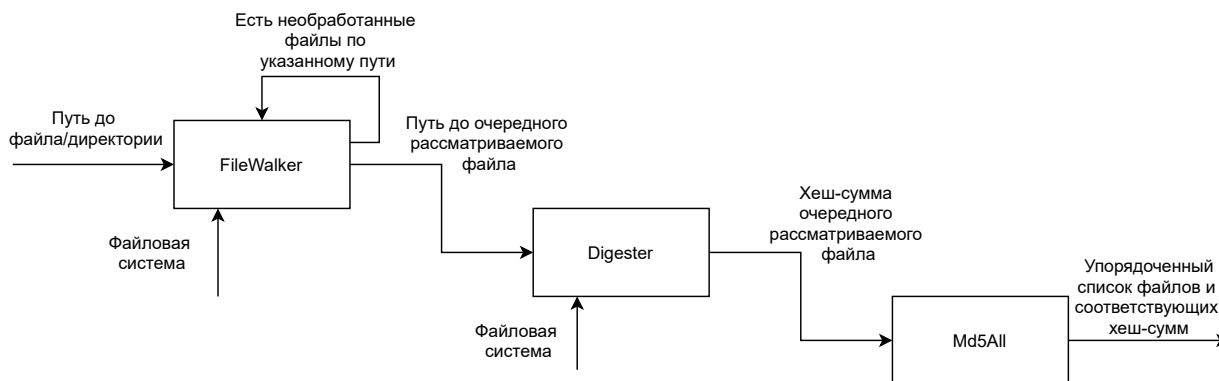 Есть необработанные
файлы по
указанному пути
Путь до
файла/директории
FileWalker
Файловая
система
Путь до очередного
рассматриваемого
файла
Digester
Файловая
система
Хеш-сумма
очередного
рассматриваемого
файла
Md5All
Упорядоченный
список файлов и
соответствующих
хеш-сумм